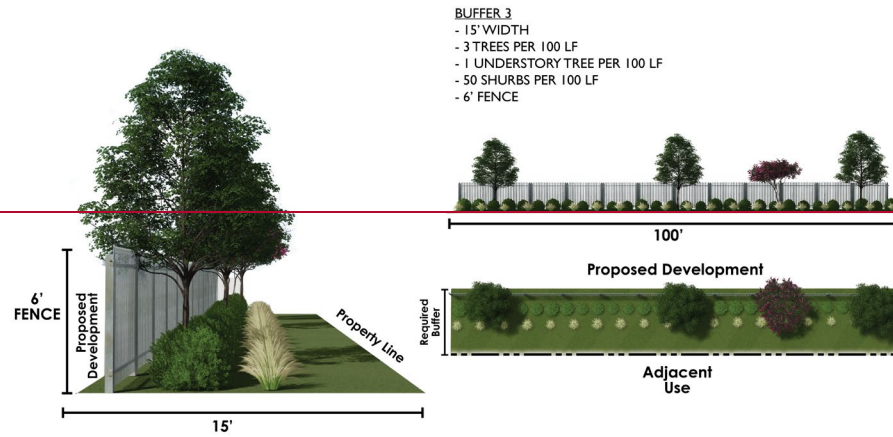 BUFFER 3
- 15' WIDTH
- 3 TREES PER 100 LF
- 1 UNDERSTORY TREE PER 100 LF
- 50 SHURBS PER 100 LF
- 6' FENCE
100'
Proposed Development
Required
Buffer
Adjacent
Use
6'
FENCE
Proposed
Development
Property Line
15'